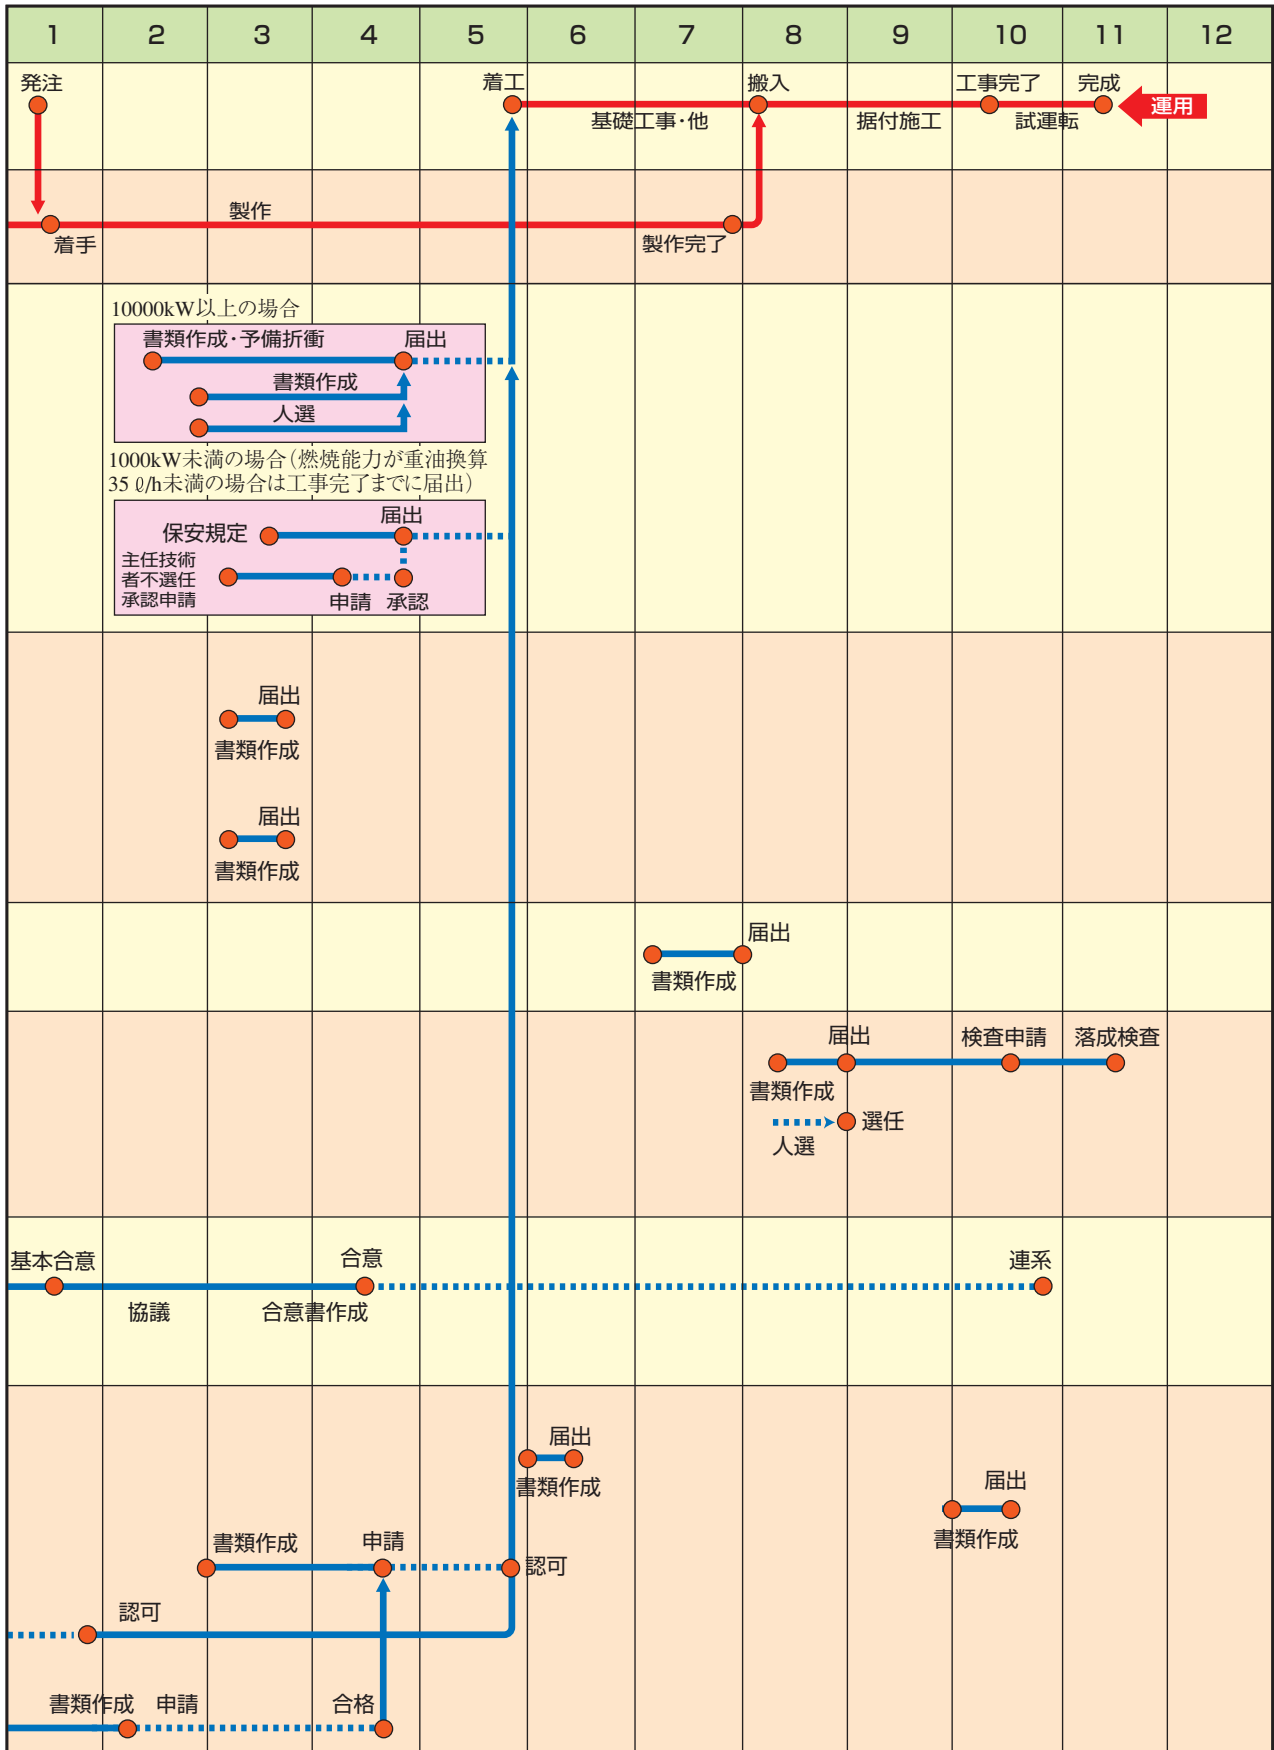 1 2 3 4 5 6 7 8 9 10 11 12
発注 着工 搬入 工事完了 完成
基礎工事・他 据付施工 試運転 運用
製作
着手 製作完了
10000kW以上の場合
書類作成・予備折衝 届出
書類作成
人選
1000kW未満の場合（燃焼能力が重油換算
35ℓ/h未満の場合は工事完了までに届出）
届出
保安規定
主任技術
者不選任
承認申請
申請 承認
届出
書類作成
届出
書類作成
届出
書類作成
届出 検査申請 落成検査
書類作成
選任
人選
基本合意 合意 連系
協議 合意書作成
届出
書類作成
届出
書類作成
書類作成 申請
認可
認可
書類作成 申請 合格